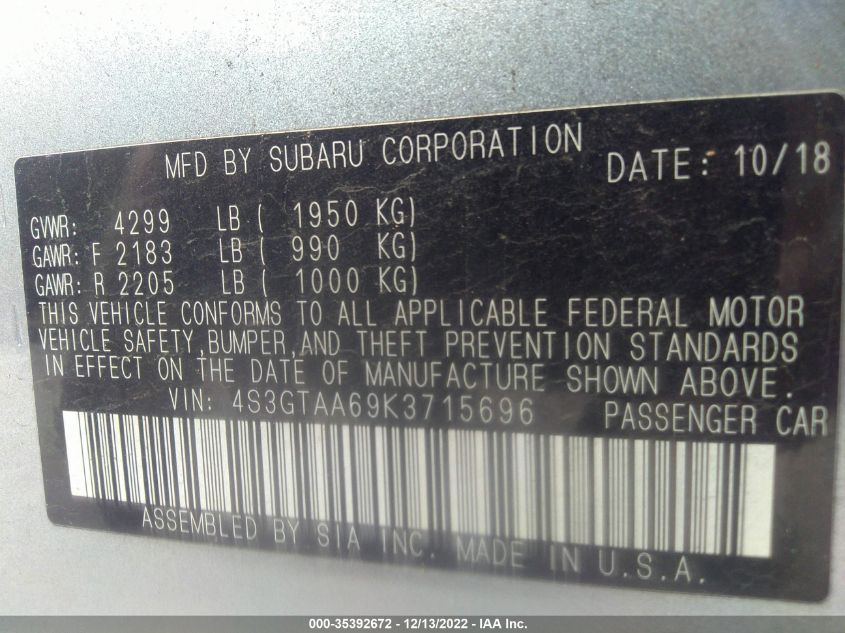 MFD BY SUBARU CORPORATION DATE: 10/18
GVWR: 4299 LB ( 1950 KG)
GAWR: F 2183 LB ( 990 KG)
GAWR: R 2205 LB ( 1000 KG)
THIS VEHICLE CONFORMS TO ALL APPLICABLE FEDERAL MOTOR
VEHICLE SAFETY, BUMPER, AND THEFT PREVENTION STANDARDS
IN EFFECT ON THE DATE OF MANUFACTURE SHOWN ABOVE.
VIN: 4S3GTAA69K3715696 PASSENGER CAR
ASSEMBLED BY SIA INC. MADE IN U.S.A.
000-35392672 - 12/13/2022 - IAA Inc.